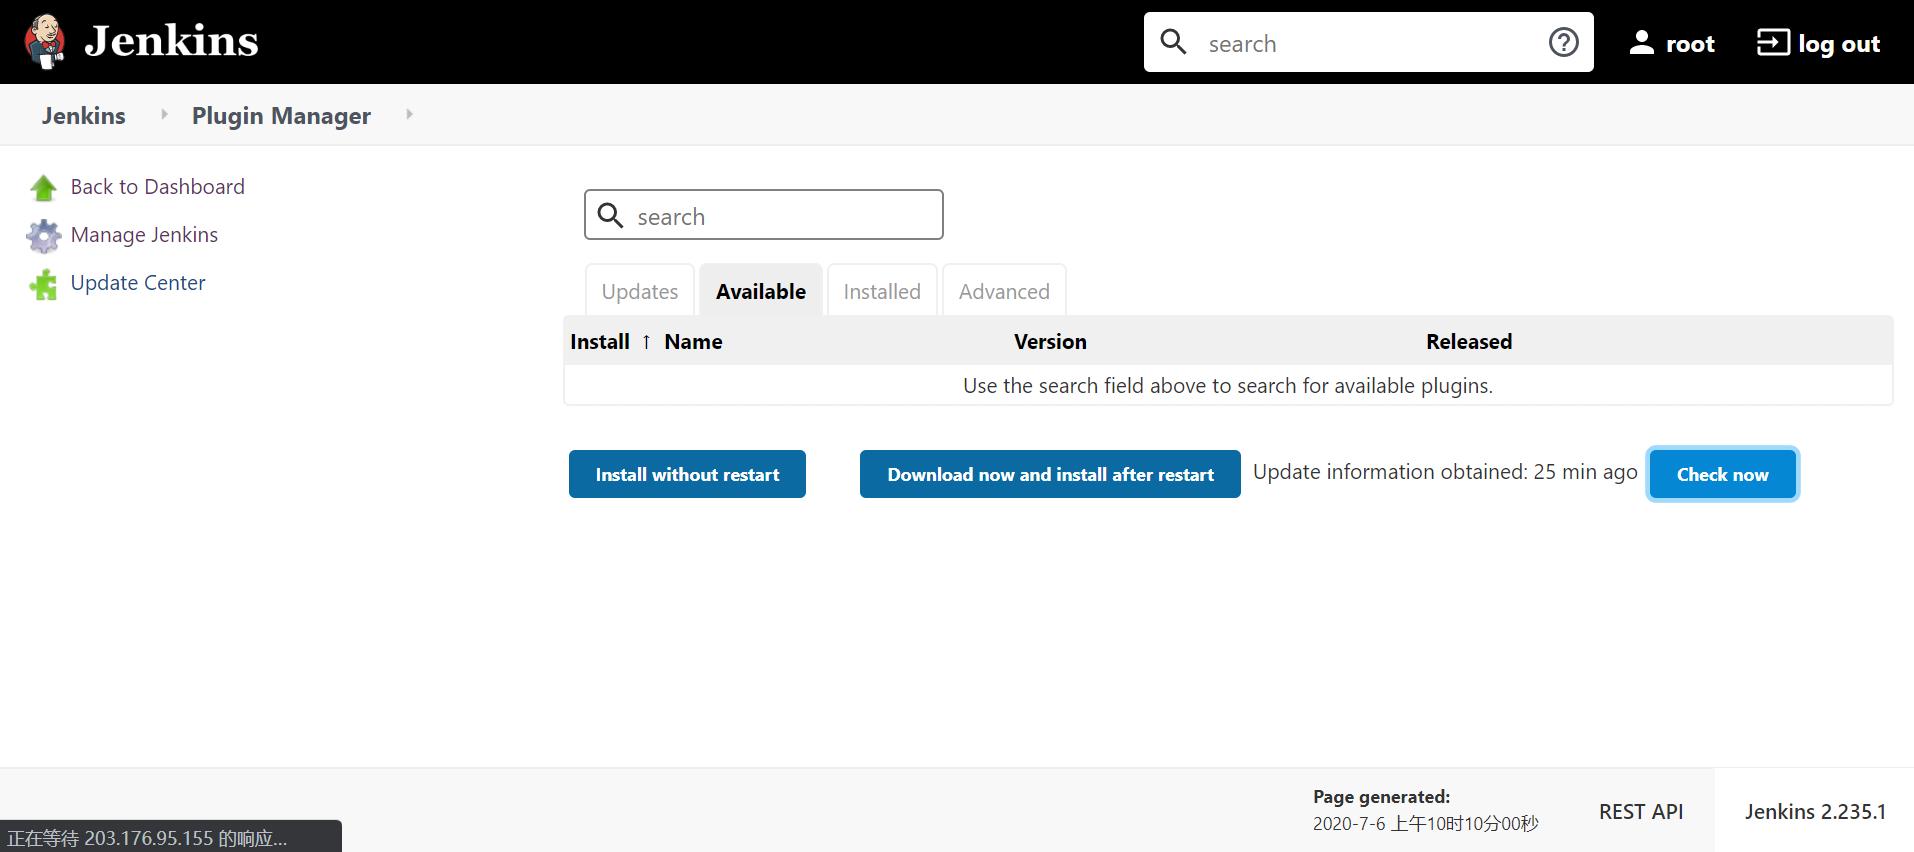 Jenkins
search
root
log out
Jenkins
Plugin Manager
Back to Dashboard
Manage Jenkins
Update Center
search
Updates
Available
Installed
Advanced
Install ↑ Name Version Released
Use the search field above to search for available plugins.
Install without restart
Download now and install after restart
Update information obtained: 25 min ago
Check now
Page generated:
2020-7-6 上午10时10分00秒
REST API
Jenkins 2.235.1
正在等待 203.176.95.155 的响应...